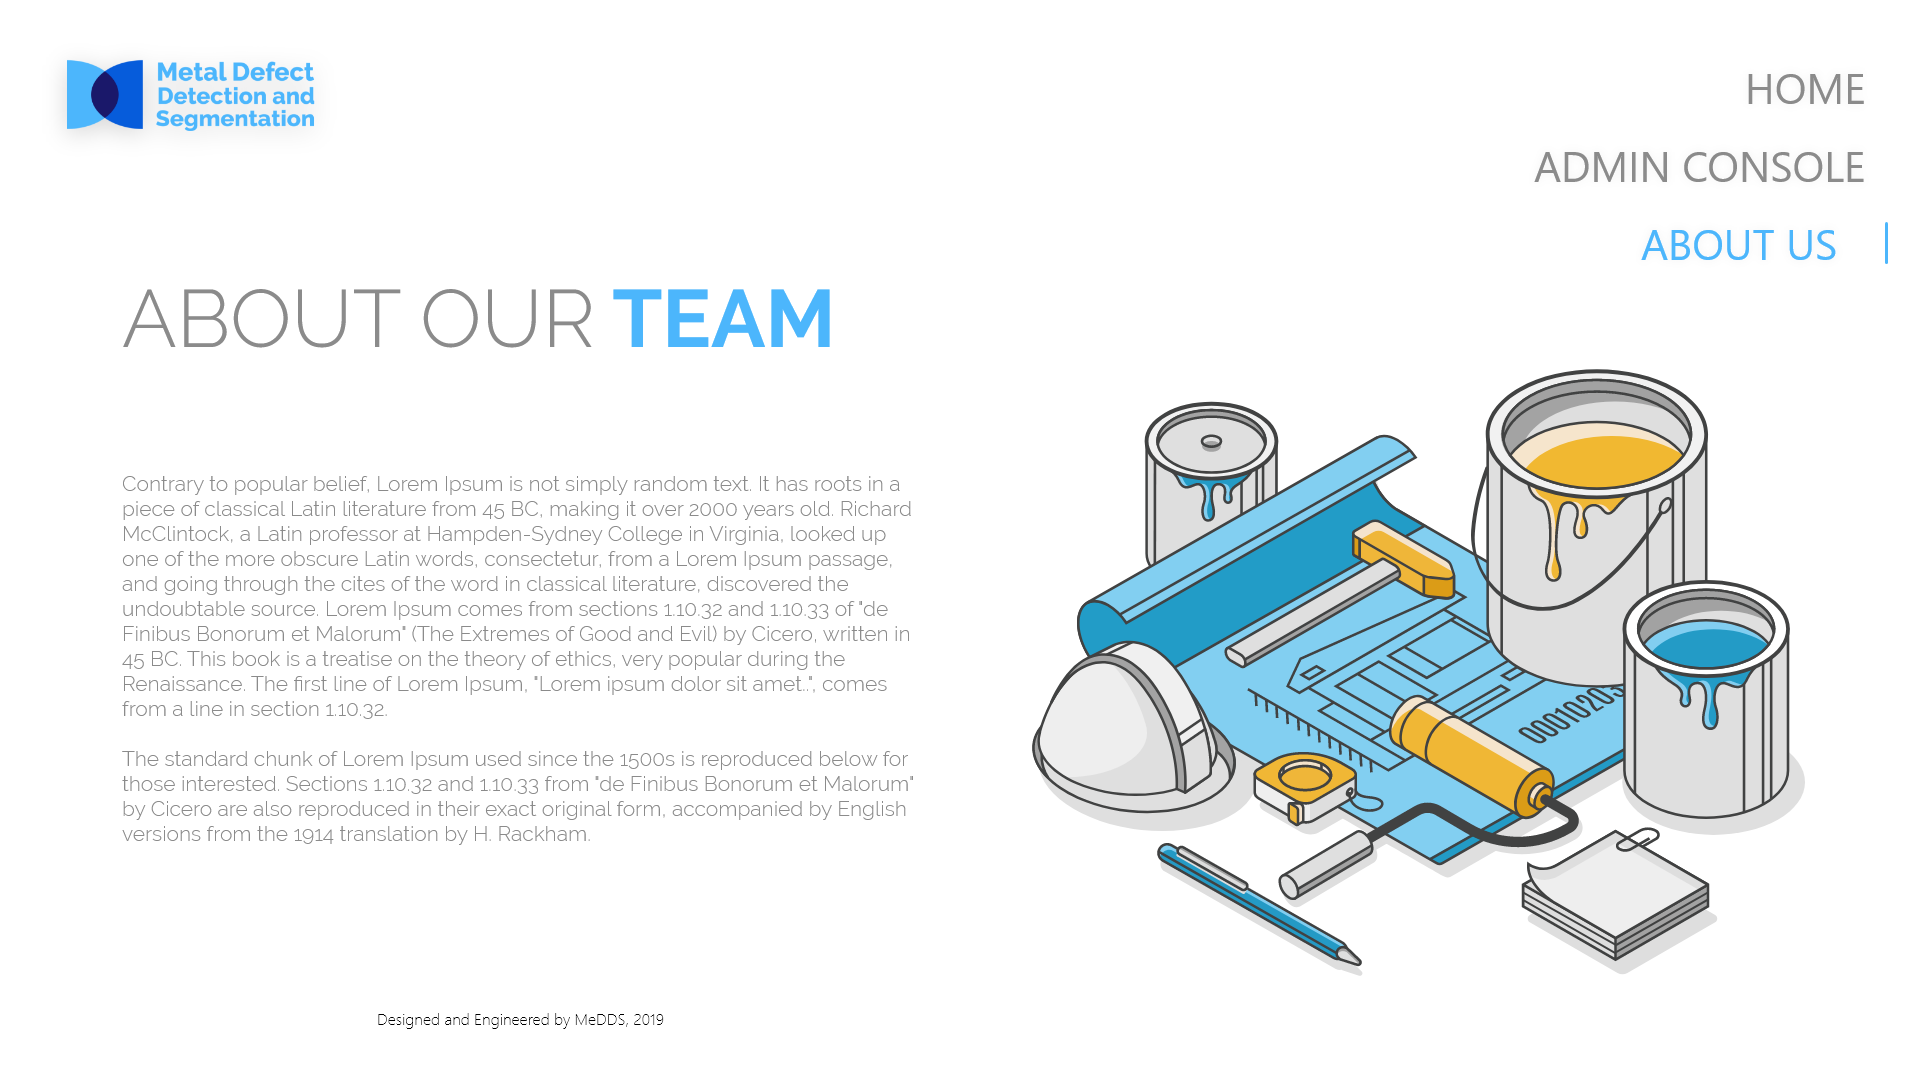 Metal Defect
Detection and
Segmentation
HOME
ADMIN CONSOLE
ABOUT US
ABOUT OUR TEAM
Contrary to popular belief, Lorem Ipsum is not simply random text. It has roots in a
piece of classical Latin literature from 45 BC, making it over 2000 years old. Richard
McClintock, a Latin professor at Hampden-Sydney College in Virginia, looked up
one of the more obscure Latin words, consectetur, from a Lorem Ipsum passage,
and going through the cites of the word in classical literature, discovered the
undoubtable source. Lorem Ipsum comes from sections 1.10.32 and 1.10.33 of "de
Finibus Bonorum et Malorum" (The Extremes of Good and Evil) by Cicero, written in
45 BC. This book is a treatise on the theory of ethics, very popular during the
Renaissance. The first line of Lorem Ipsum, "Lorem ipsum dolor sit amet..", comes
from a line in section 1.10.32.
The standard chunk of Lorem Ipsum used since the 1500s is reproduced below for
those interested. Sections 1.10.32 and 1.10.33 from "de Finibus Bonorum et Malorum"
by Cicero are also reproduced in their exact original form, accompanied by English
versions from the 1914 translation by H. Rackham.
00010203
Designed and Engineered by MeDDS, 2019